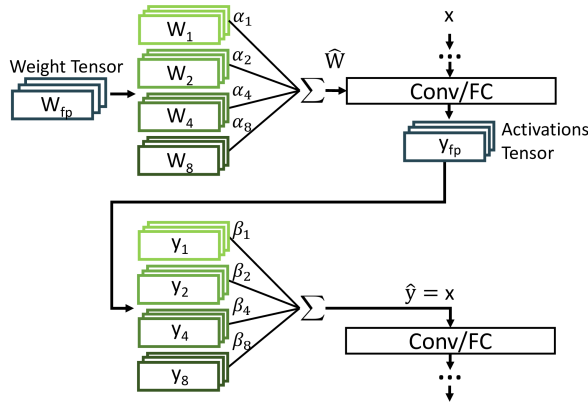 Weight Tensor
W_fp
W_1
W_2
W_4
W_8
α_1
α_2
α_4
α_8
∑
Ŵ
x
...
Conv/FC
y_fp
Activations
Tensor
y_1
y_2
y_4
y_8
β_1
β_2
β_4
β_8
∑
ŷ = x
Conv/FC
...